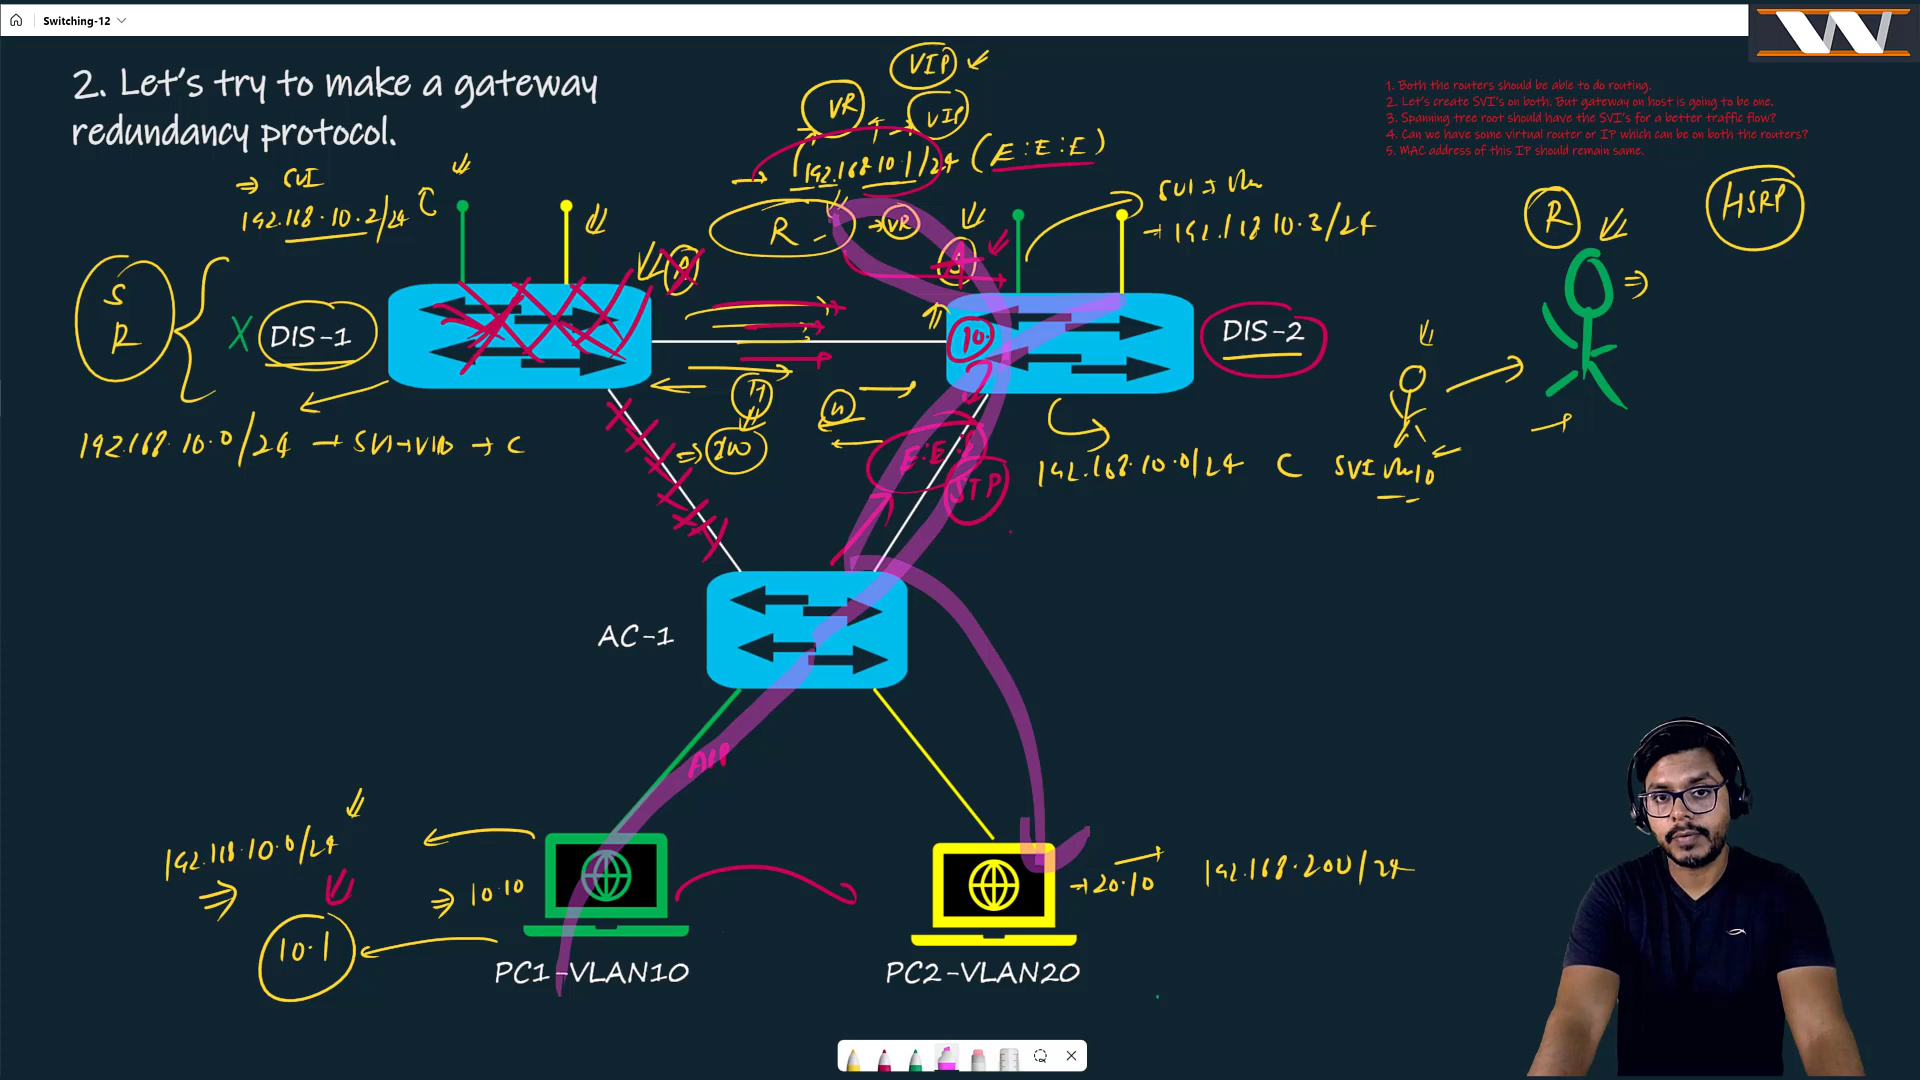 Switching-12
2. Let's try to make a gateway
redundancy protocol.
1. Both the routers should be able to do routing.
2. Let's create SVI's on both. But gateway on host is going to be one.
3. Spanning tree root should have the SVI's for a better traffic flow?
4. Can we have some virtual router or IP which can be on both the routers?
5. MAC address of this IP should remain same.
VIP
VR
VIP
192.168.10.1/24 (E:E:E)
SVI
192.168.10.2/24 C
R
VR
R
HSRP
S
R
X DIS-1
10.
DIS-2
H
H
192.168.10.0/24 → SVI → → C
E:E:E
STP
192.168.10.0/24 C SVI 10
AC-1
10.10
20.10
10.1
PC1-VLAN10
PC2-VLAN20